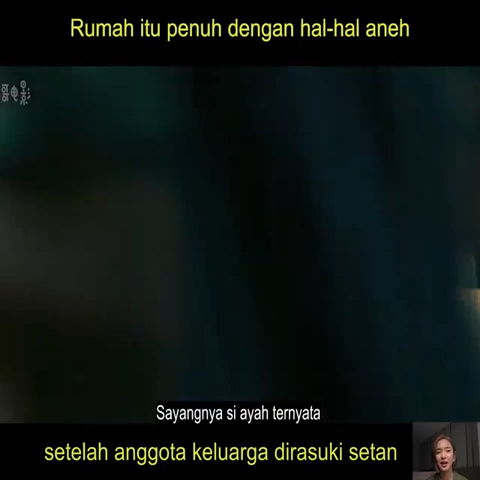 Rumah itu penuh dengan hal-hal aneh
Sayangnya si ayah ternyata
setelah anggota keluarga dirasuki setan